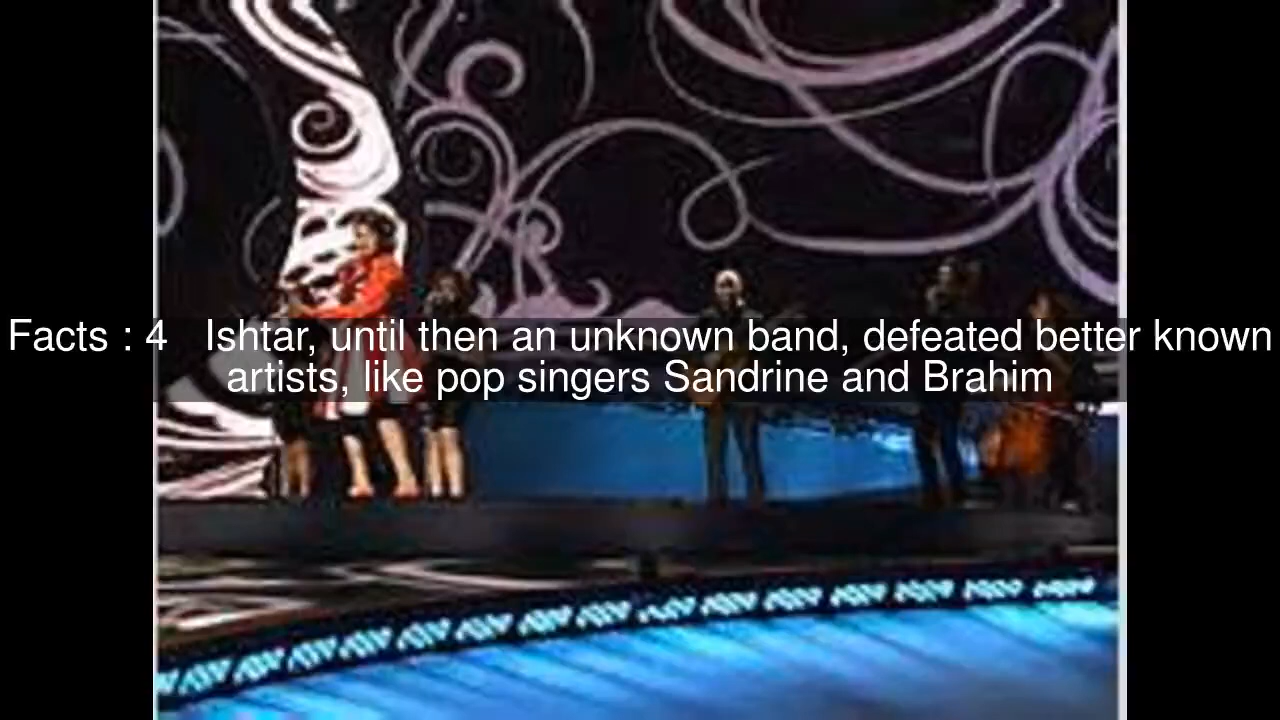 Facts : 4 Ishtar, until then an unknown band, defeated better known
artists, like pop singers Sandrine and Brahim